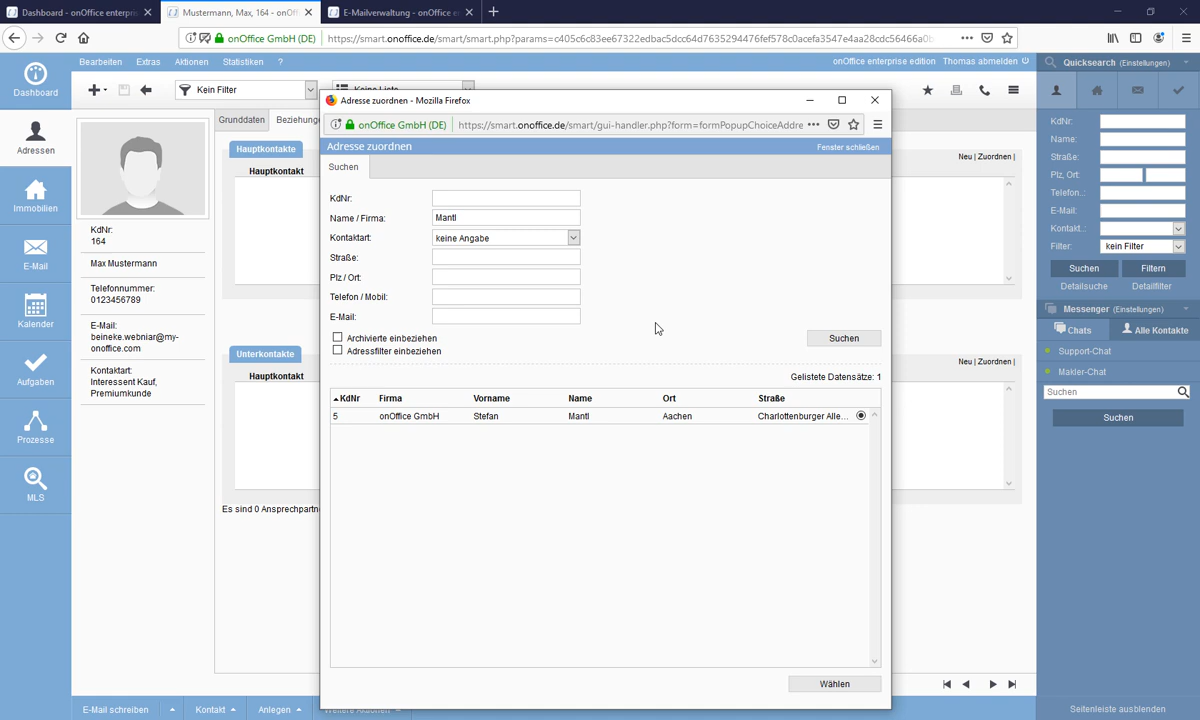 Dashboard - onOffice enterpris
Mustermann, Max, 164 - onOff
E-Mailverwaltung - onOffice en
onOffice GmbH (DE)
https://smart.onoffice.de/smart/smart.php?params=
Bearbeiten
Extras
Aktionen
Statistiken
?
onOffice enterprise edition
Thomas abmelden
Quicksearch (Einstellungen)
Dashboard
Kein Filter
Keine Liste
Adressen
Immobilien
E-Mail
Kalender
Aufgaben
Prozesse
MLS
KdNr:
164
Max Mustermann
Telefonnummer:
0123456789
E-Mail:
beineke.webniar@my-
onoffice.com
Kontaktart:
Interessent Kauf,
Premiumkunde
Grunddaten
Beziehung
Hauptkontakte
Hauptkontakt
Neu | Zuordnen |
Unterkontakte
Hauptkontakt
Neu | Zuordnen |
Es sind 0 Ansprechpartn
Adresse zuordnen - Mozilla Firefox
onOffice GmbH (DE)
https://smart.onoffice.de/smart/gui-handler.php?form=formPopupChoiceAddre
Adresse zuordnen
Fenster schließen
Suchen
KdNr:
Name / Firma:
Mantl
Kontaktart:
keine Angabe
Straße:
Plz / Ort:
Telefon / Mobil:
E-Mail:
Archivierte einbeziehen
Adressfilter einbeziehen
Suchen
Gelistete Datensätze: 1
KdNr Firma Vorname Name Ort Straße
5 onOffice GmbH Stefan Mantl Aachen Charlottenburger Alle...
Wählen
KdNr:
Name:
Straße:
Plz, Ort:
Telefon..:
E-Mail:
Kontakt..:
Filter:
kein Filter
Suchen
Filtern
Detailsuche
Detailfilter
Messenger (Einstellungen)
Chats
Alle Kontakte
Support-Chat
Makler-Chat
Suchen
Suchen
E-Mail schreiben
Kontakt
Anlegen
Weitere Aktionen
Seitenleiste ausblenden